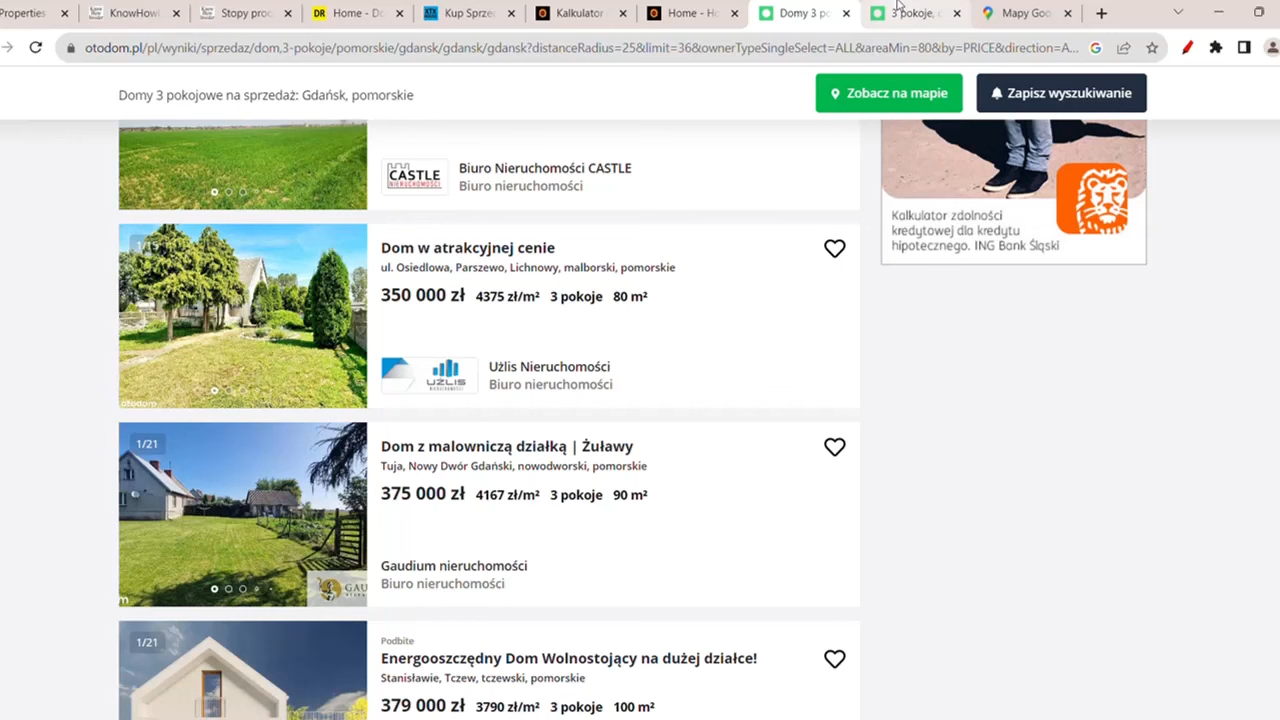 Properties
KnowHowI
Stopy proc
Home - Do
Kup Sprze
Kalkulator
Home - Ho
Domy 3 po
3 pokoje, c
Mapy Goo
otodom.pl/pl/wyniki/sprzedaz/dom,3-pokoje/pomorskie/gdansk/gdansk/gdansk?distanceRadius=25&limit=36&ownerTypeSingleSelect=ALL&areaMin=80&by=PRICE&direction=A...
Domy 3 pokojowe na sprzedaż: Gdańsk, pomorskie
Zobacz na mapie
Zapisz wyszukiwanie
CASTLE
NIERUCHOMOŚCI
Biuro Nieruchomości CASTLE
Biuro nieruchomości
Kalkulator zdolności
kredytowej dla kredytu
hipotecznego. ING Bank Śląski
otodom
Dom w atrakcyjnej cenie
ul. Osiedlowa, Parszewo, Lichnowy, malborski, pomorskie
350 000 zł 4375 zł/m² 3 pokoje 80 m²
UŻLIS
Użlis Nieruchomości
Biuro nieruchomości
1/21
Dom z malowniczą działką | Żuławy
Tuja, Nowy Dwór Gdański, nowodworski, pomorskie
375 000 zł 4167 zł/m² 3 pokoje 90 m²
GAU
Gaudium nieruchomości
Biuro nieruchomości
1/21
Podbite
Energooszczędny Dom Wolnostojący na dużej działce!
Stanisławie, Tczew, tczewski, pomorskie
379 000 zł 3790 zł/m² 3 pokoje 100 m²